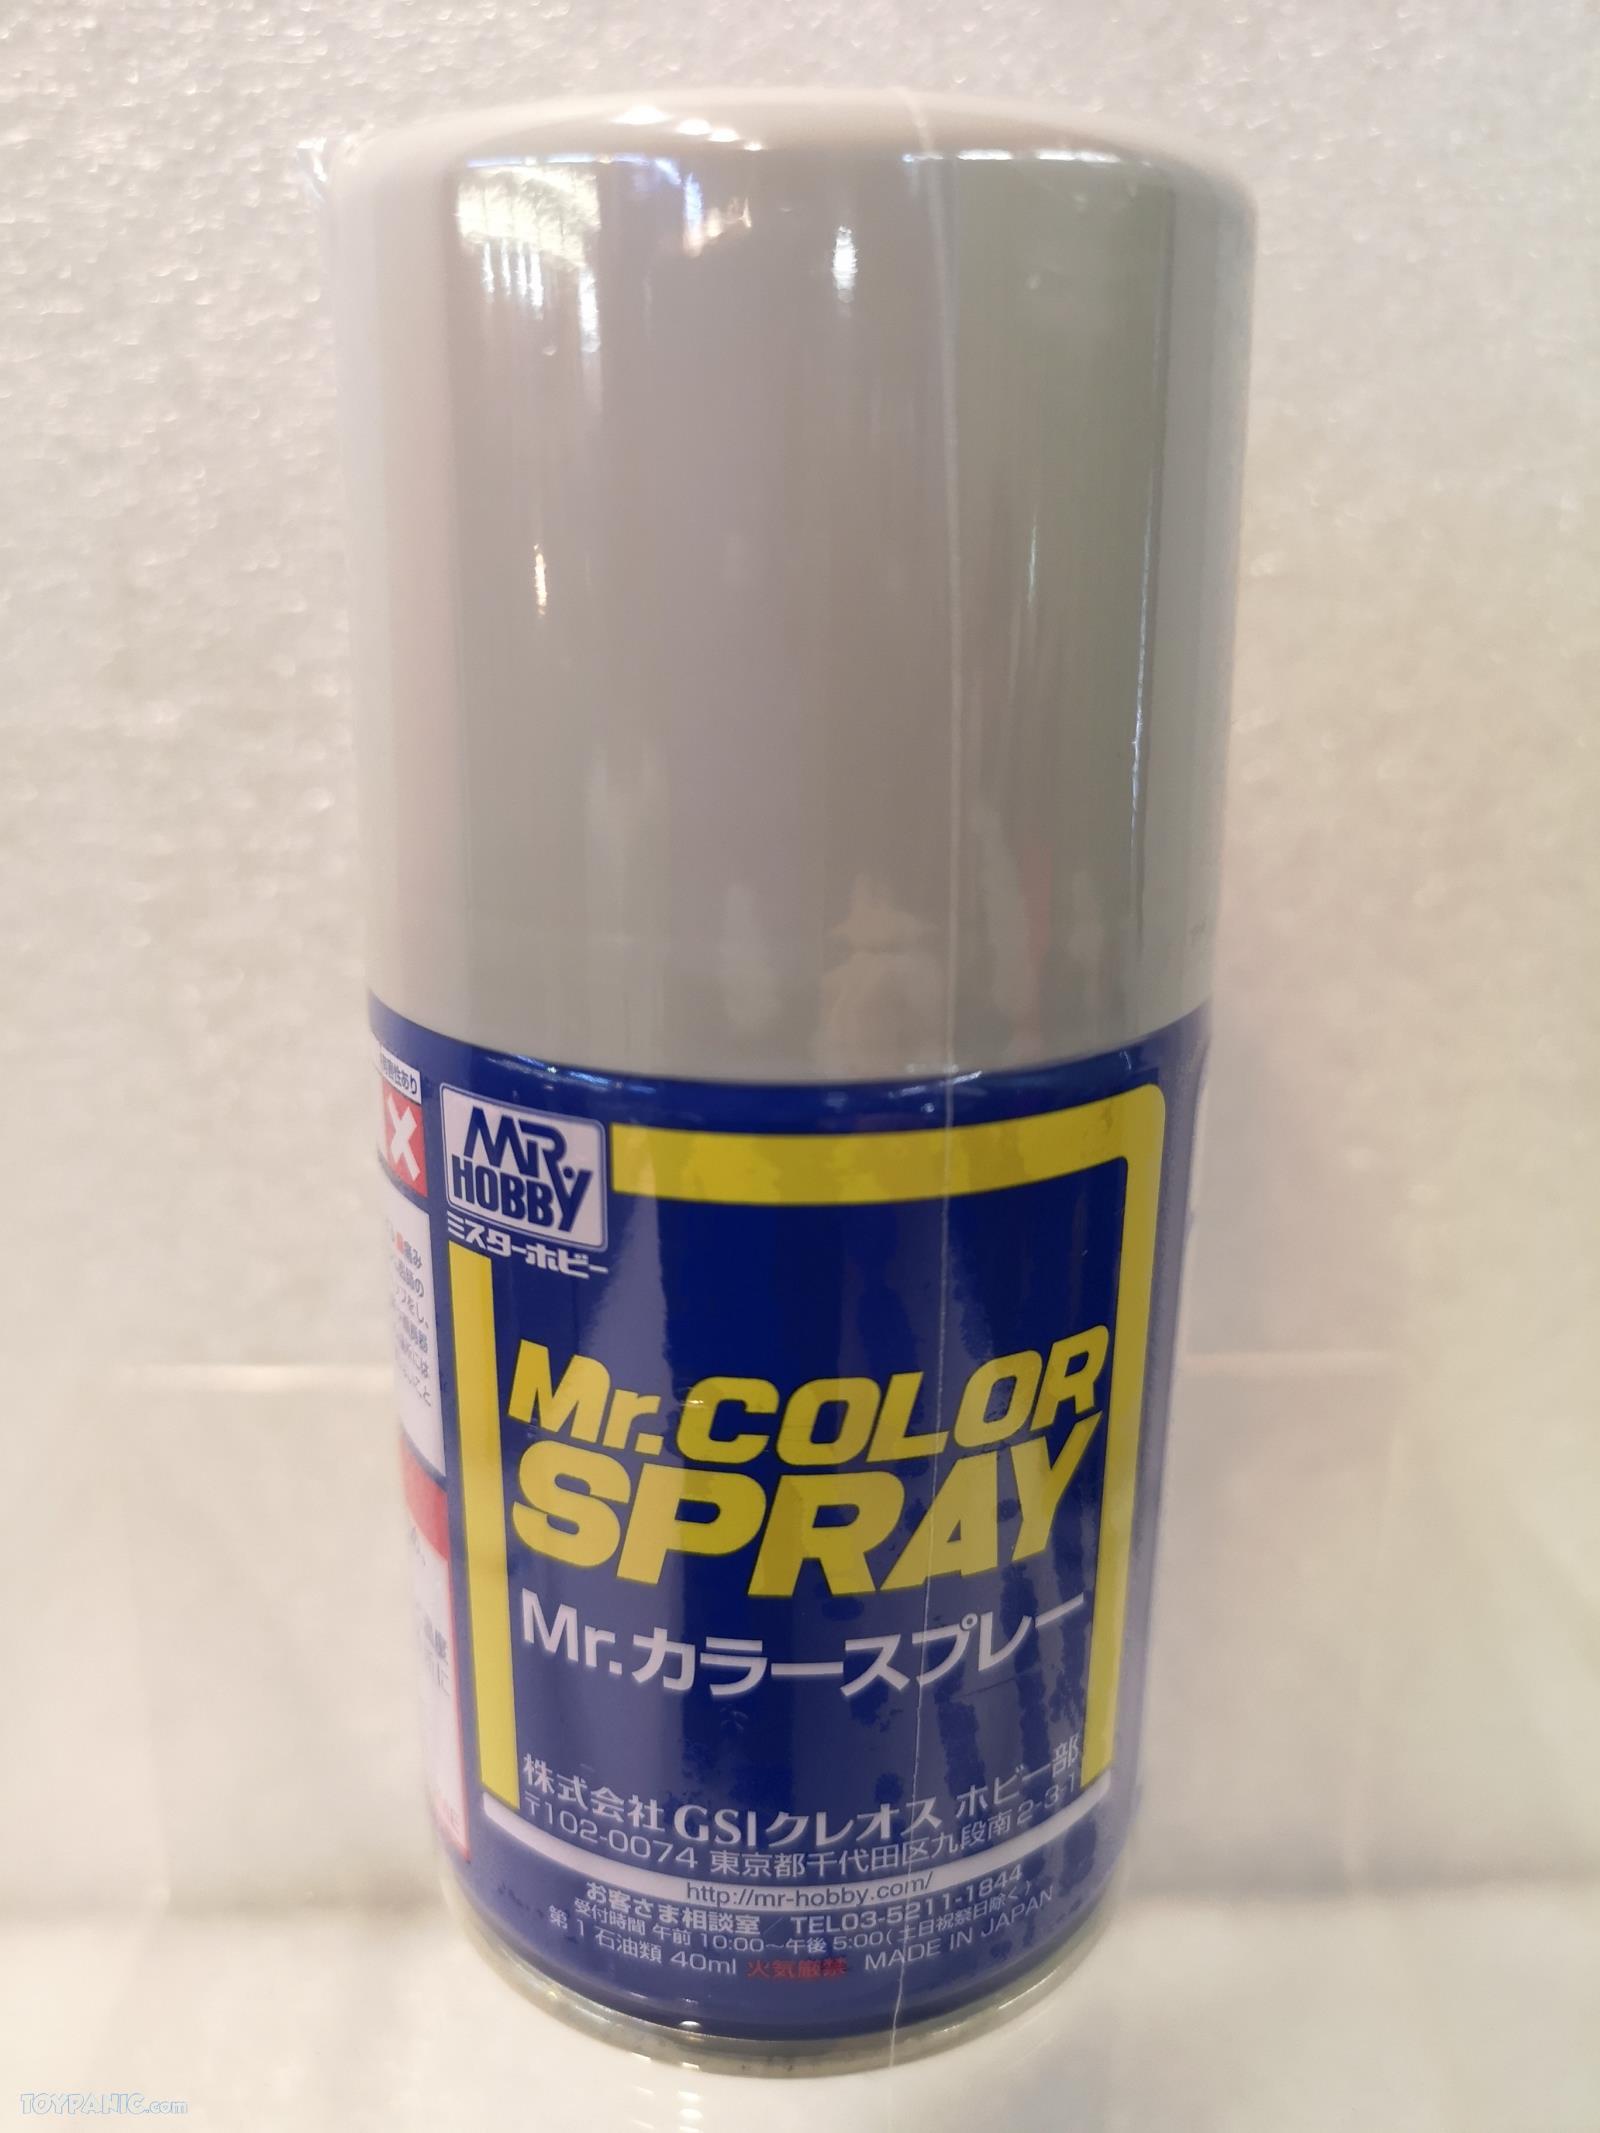 MR. HOBBY
ミスターホビー
Mr. COLOR
SPRAY
Mr.カラースプレー
株式会社 GSIクレオス ホビー部
〒102-0074 東京都千代田区九段南2-3-1
http://mr-hobby.com/
お客さま相談室 TEL03-5211-1844
受付時間 午前 10:00〜午後 5:00(土日祝祭日除く)
第1石油類 40ml 火気厳禁 MADE IN JAPAN
性あり
TOYPANIC.com